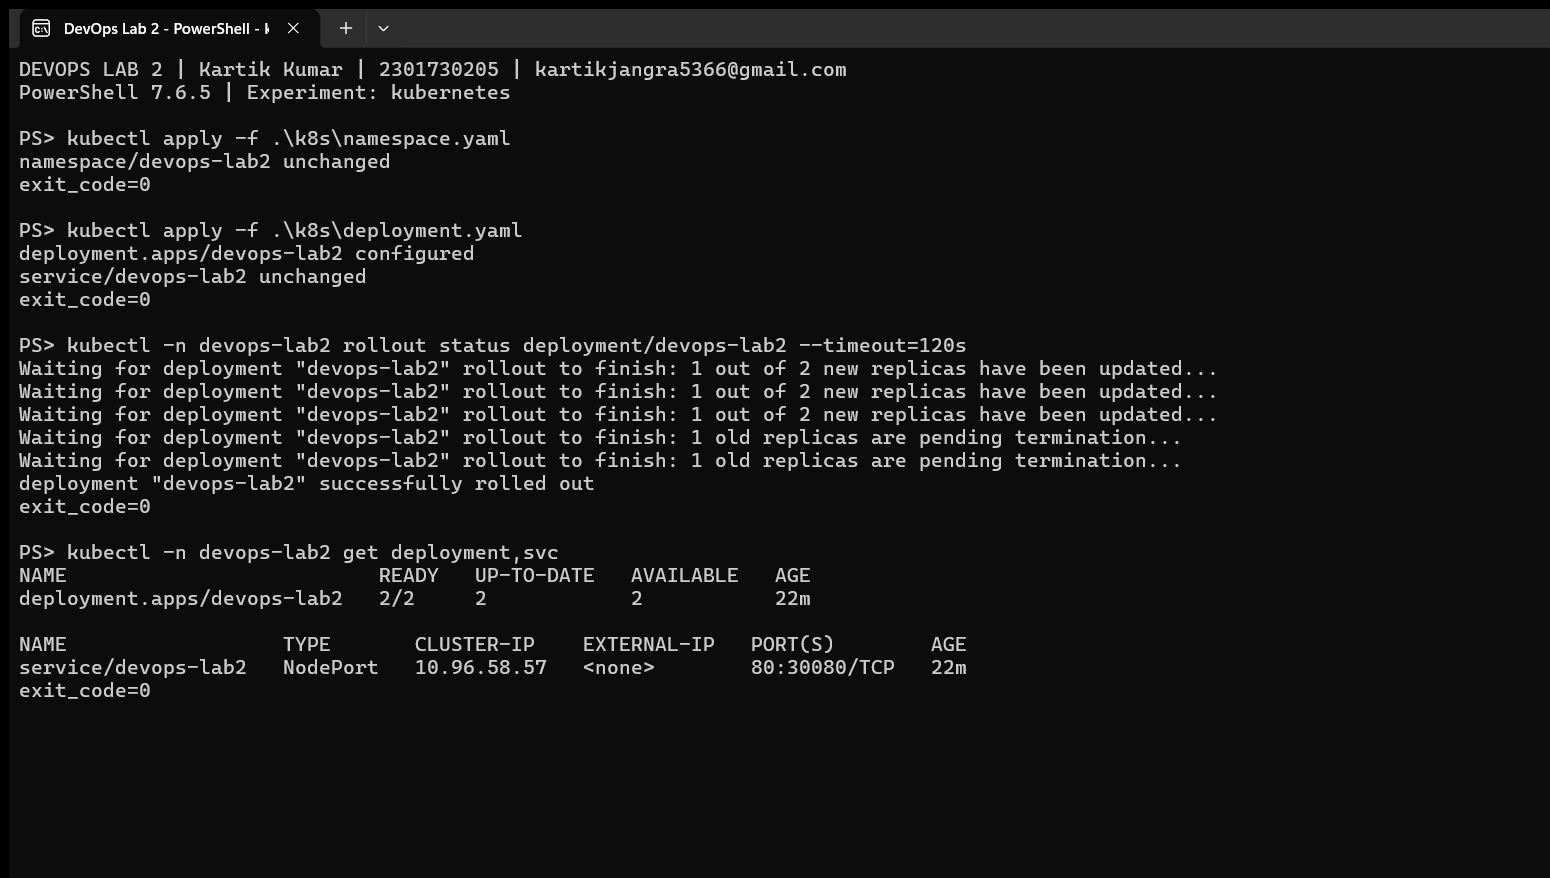 DevOps Lab 2 - PowerShell - k
DEVOPS LAB 2 | Kartik Kumar | 2301730205 | kartikjangra5366@gmail.com
PowerShell 7.6.5 | Experiment: kubernetes
PS> kubectl apply -f .\k8s\namespace.yaml
namespace/devops-lab2 unchanged
exit_code=0
PS> kubectl apply -f .\k8s\deployment.yaml
deployment.apps/devops-lab2 configured
service/devops-lab2 unchanged
exit_code=0
PS> kubectl -n devops-lab2 rollout status deployment/devops-lab2 --timeout=120s
Waiting for deployment "devops-lab2" rollout to finish: 1 out of 2 new replicas have been updated...
Waiting for deployment "devops-lab2" rollout to finish: 1 out of 2 new replicas have been updated...
Waiting for deployment "devops-lab2" rollout to finish: 1 out of 2 new replicas have been updated...
Waiting for deployment "devops-lab2" rollout to finish: 1 old replicas are pending termination...
Waiting for deployment "devops-lab2" rollout to finish: 1 old replicas are pending termination...
deployment "devops-lab2" successfully rolled out
exit_code=0
PS> kubectl -n devops-lab2 get deployment,svc
NAME                          READY   UP-TO-DATE   AVAILABLE   AGE
deployment.apps/devops-lab2   2/2     2            2           22m
NAME                  TYPE       CLUSTER-IP    EXTERNAL-IP   PORT(S)        AGE
service/devops-lab2   NodePort   10.96.58.57   <none>        80:30080/TCP   22m
exit_code=0